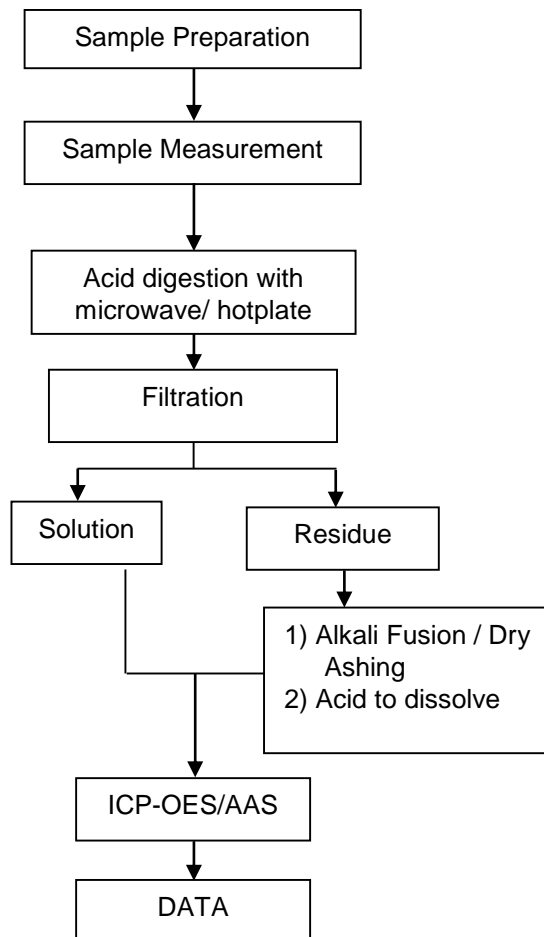 Sample Preparation
Sample Measurement
Acid digestion with
microwave/ hotplate
Filtration
Solution
Residue
1) Alkali Fusion / Dry
Ashing
2) Acid to dissolve
ICP-OES/AAS
DATA